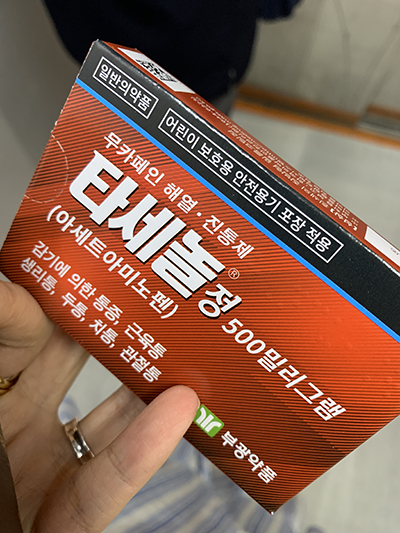 일반의약품
어린이 보호용 안전용기 포장 적용
무카페인 해열 · 진통제
타세놀® 정 500밀리그램
(아세트아미노펜)
감기에 의한 통증, 근육통
생리통, 두통, 치통, 관절통
부광약품